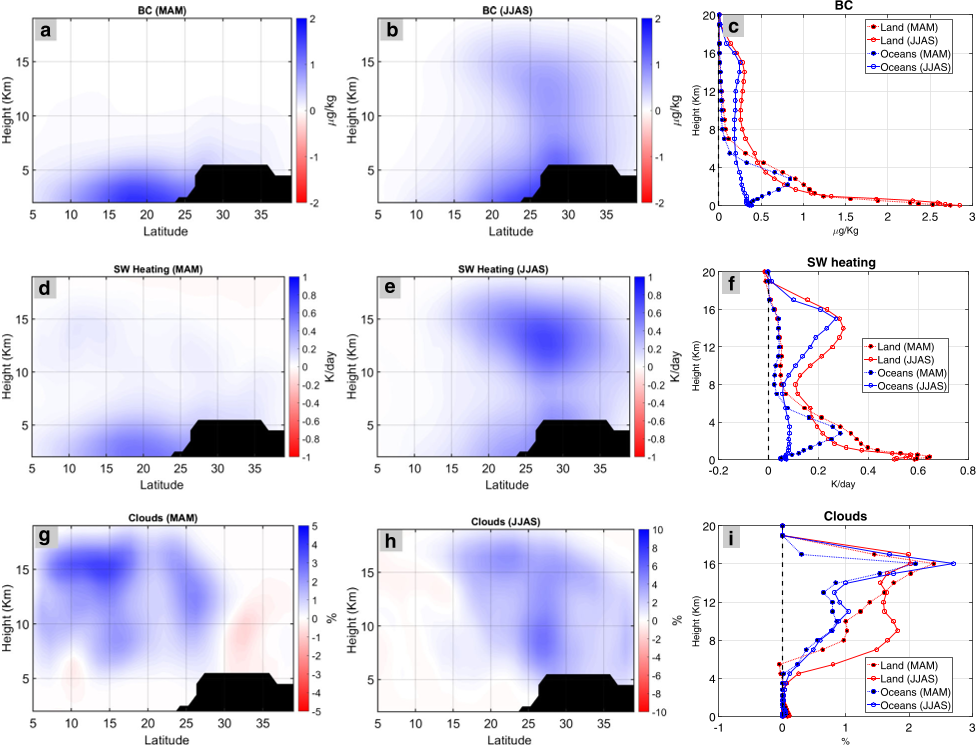 BC (MAM)
a
15
10
5
Height (Km)
5 10 15 20 25 30 35
Latitude
2
1
0
-1
-2
μg/kg
BC (JJAS)
b
15
10
5
Height (Km)
5 10 15 20 25 30 35
Latitude
2
1
0
-1
-2
μg/kg
BC
c
Land (MAM)
Land (JJAS)
Oceans (MAM)
Oceans (JJAS)
20
16
12
8
4
0
Height (Km)
0 0.5 1 1.5 2 2.5 3
μg/Kg
SW Heating (MAM)
d
15
10
5
Height (Km)
5 10 15 20 25 30 35
Latitude
1
0.8
0.6
0.4
0.2
0
-0.2
-0.4
-0.6
-0.8
-1
K/day
SW Heating (JJAS)
e
15
10
5
Height (Km)
5 10 15 20 25 30 35
Latitude
1
0.8
0.6
0.4
0.2
0
-0.2
-0.4
-0.6
-0.8
-1
K/day
SW heating
f
Land (MAM)
Land (JJAS)
Oceans (MAM)
Oceans (JJAS)
20
16
12
8
4
0
Height (Km)
-0.2 0 0.2 0.4 0.6 0.8
K/day
Clouds (MAM)
g
15
10
5
Height (Km)
5 10 15 20 25 30 35
Latitude
5
4
3
2
1
0
-1
-2
-3
-4
-5
%
Clouds (JJAS)
h
15
10
5
Height (Km)
5 10 15 20 25 30 35
Latitude
10
8
6
4
2
0
-2
-4
-6
-8
-10
%
Clouds
i
Land (MAM)
Land (JJAS)
Oceans (MAM)
Oceans (JJAS)
20
16
12
8
4
0
Height (Km)
-1 0 1 2 3
%